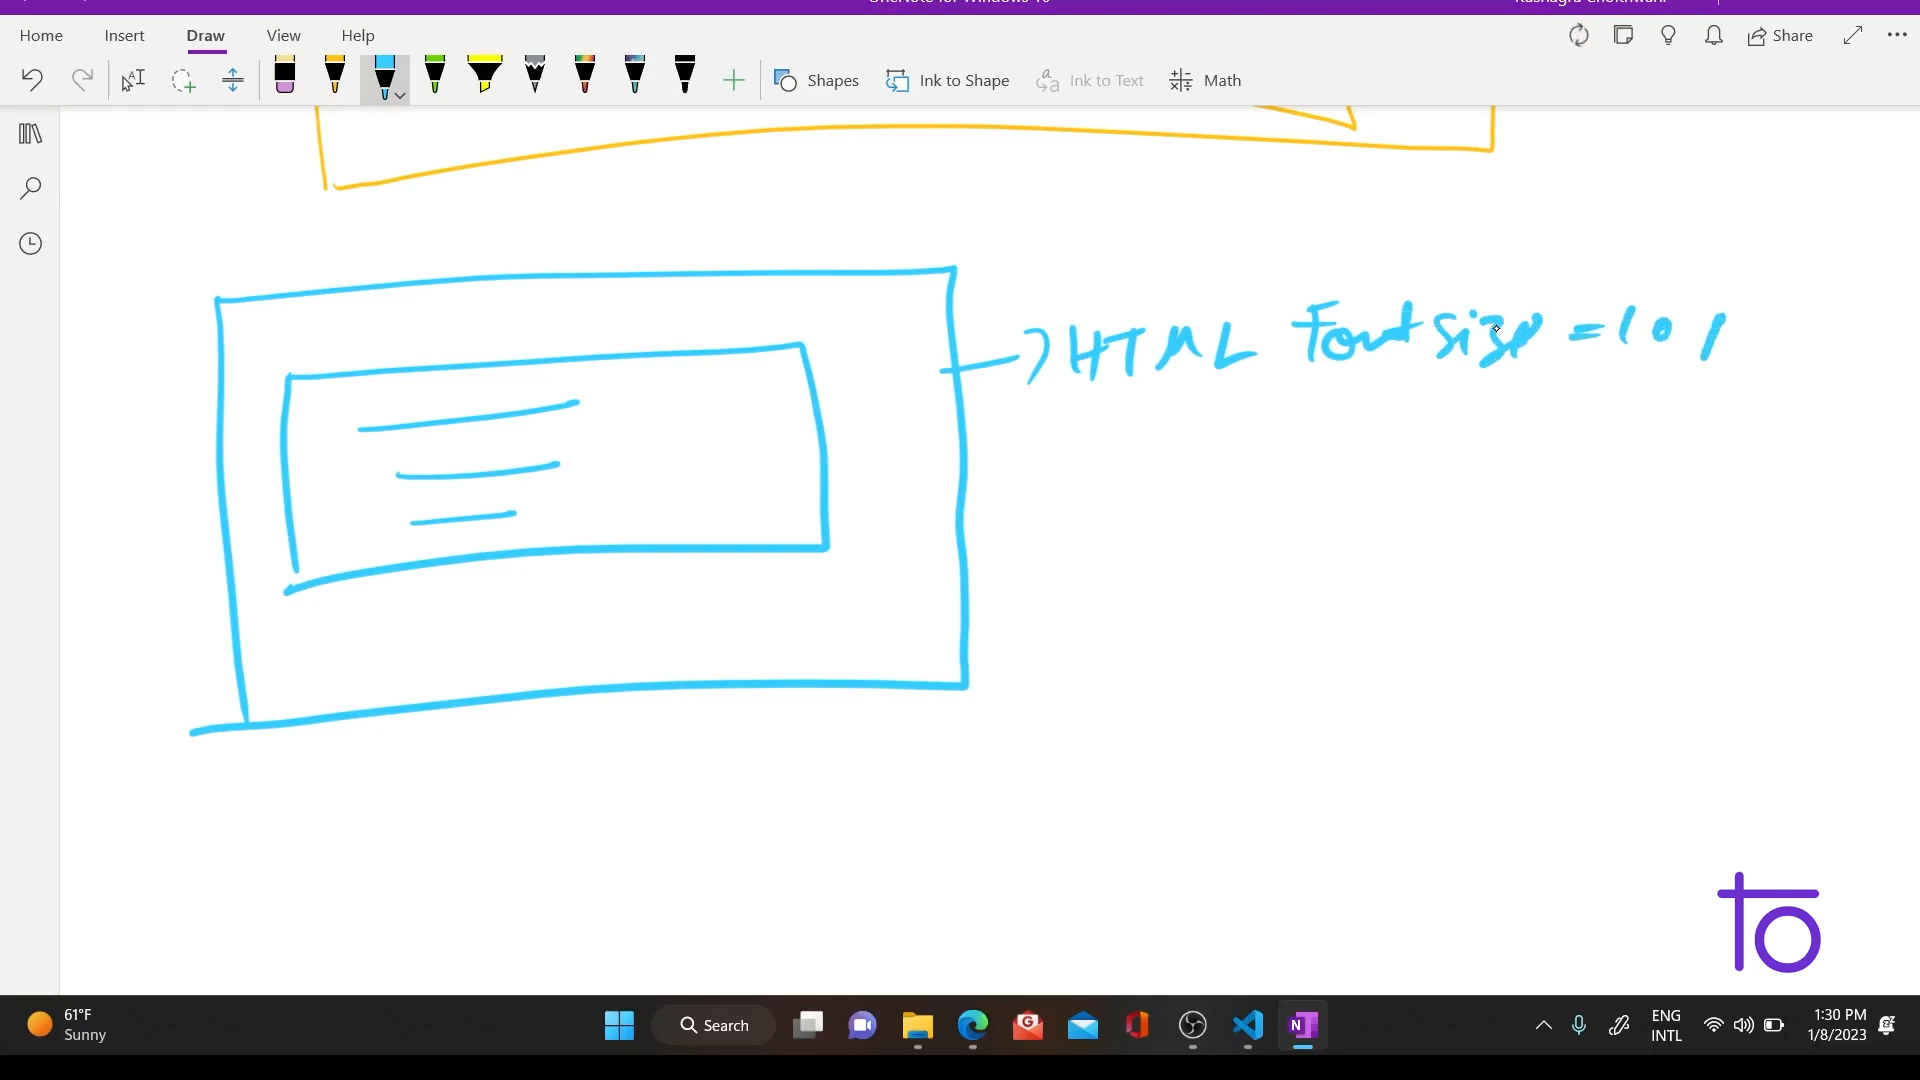 Home Insert Draw View Help Share
Shapes Ink to Shape Ink to Text Math
HTML Font size = 10
61°F
Sunny
Search
ENG
INTL
1:30 PM
1/8/2023
to